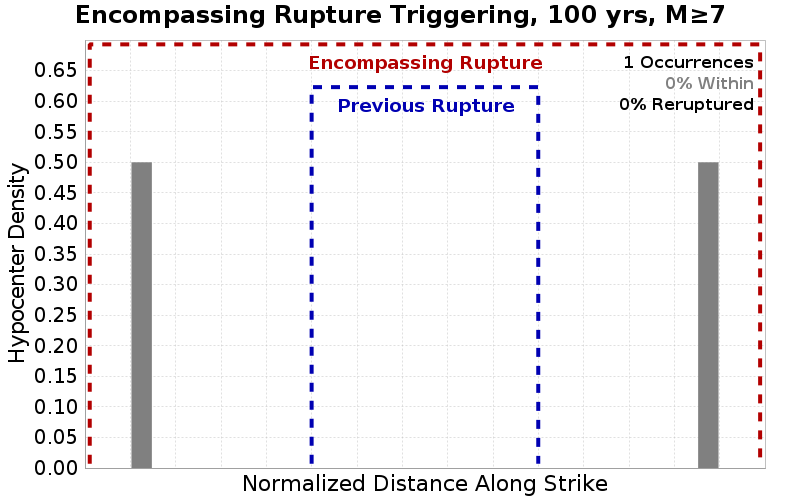 Encompassing Rupture Triggering, 100 yrs, M≥7
Encompassing Rupture
1 Occurrences
0% Within
0% Reruptured
Previous Rupture
Hypocenter Density
0.65
0.60
0.55
0.50
0.45
0.40
0.35
0.30
0.25
0.20
0.15
0.10
0.05
0.00
Normalized Distance Along Strike